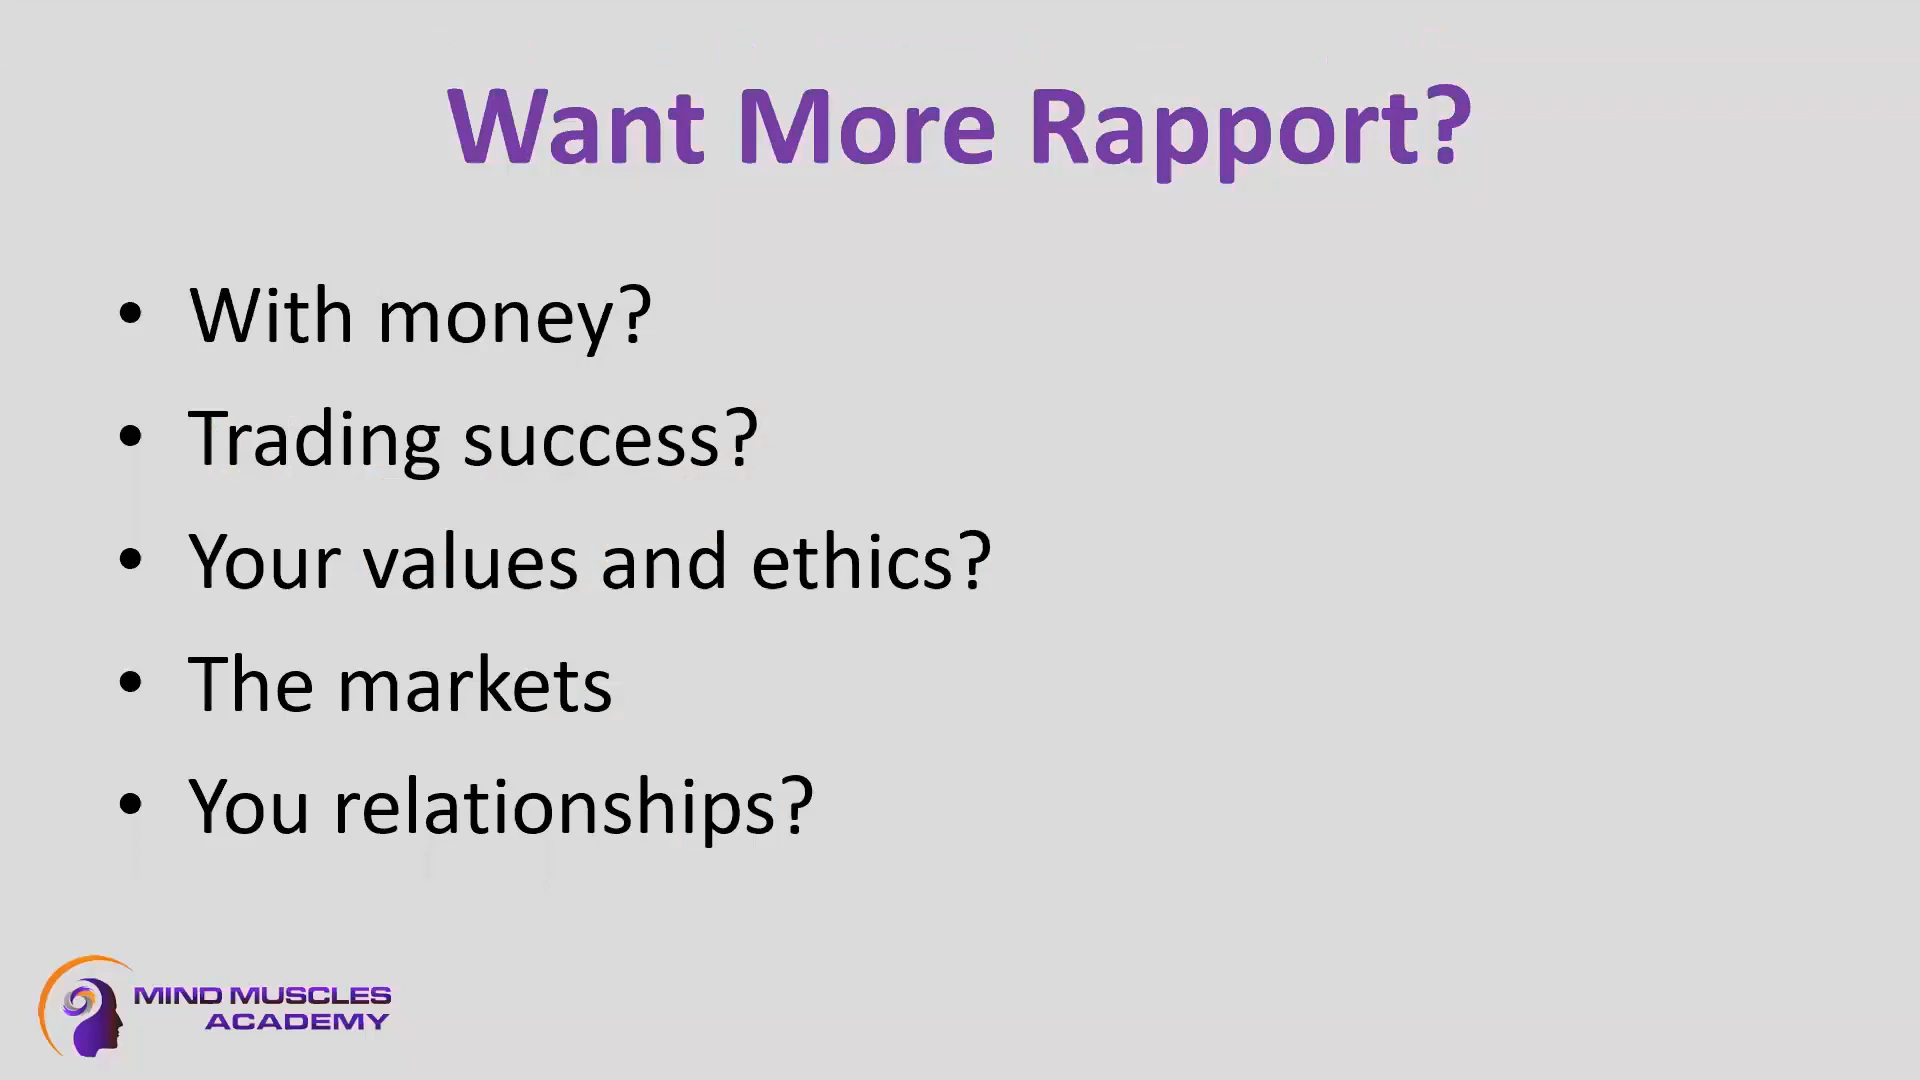 Want More Rapport?
• With money?
• Trading success?
• Your values and ethics?
• The markets
• You relationships?
MIND MUSCLES
ACADEMY